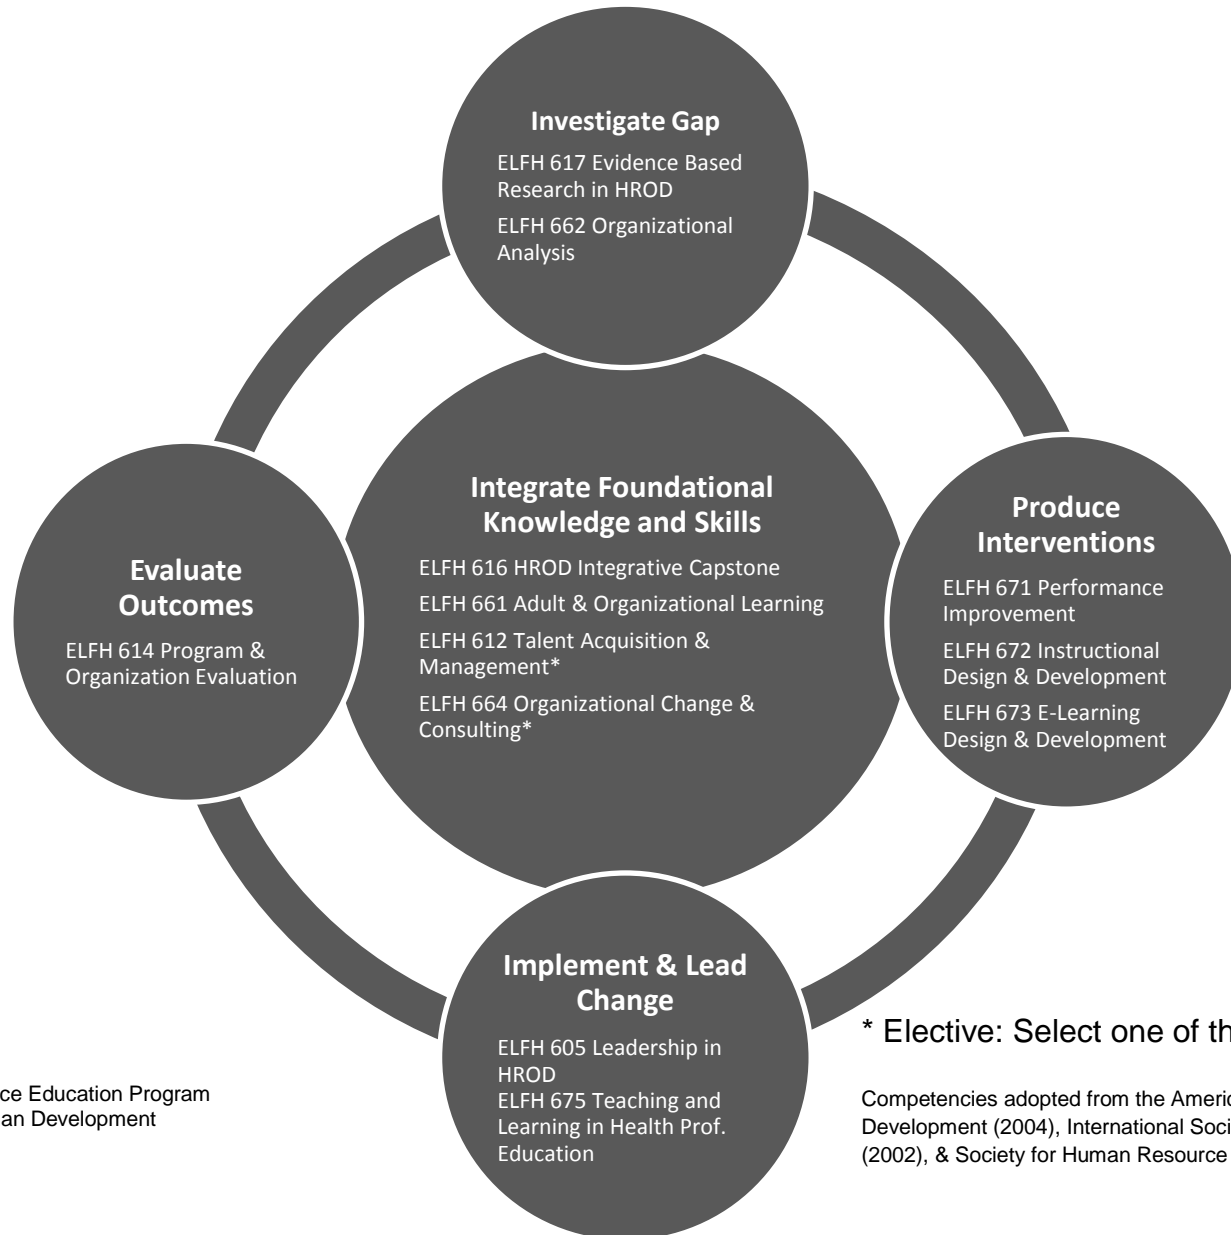 Investigate Gap
ELFH 617 Evidence Based
Research in HROD
ELFH 662 Organizational
Analysis
Integrate Foundational
Knowledge and Skills
ELFH 616 HROD Integrative Capstone
ELFH 661 Adult & Organizational Learning
ELFH 612 Talent Acquisition &
Management*
ELFH 664 Organizational Change &
Consulting*
Produce
Interventions
ELFH 671 Performance
Improvement
ELFH 672 Instructional
Design & Development
ELFH 673 E-Learning
Design & Development
Evaluate
Outcomes
ELFH 614 Program &
Organization Evaluation
Implement & Lead
Change
ELFH 605 Leadership in
HROD
ELFH 675 Teaching and
Learning in Health Prof.
Education
* Elective: Select one of th
ce Education Program
an Development
Competencies adopted from the Americ
Development (2004), International Soci
(2002), & Society for Human Resource